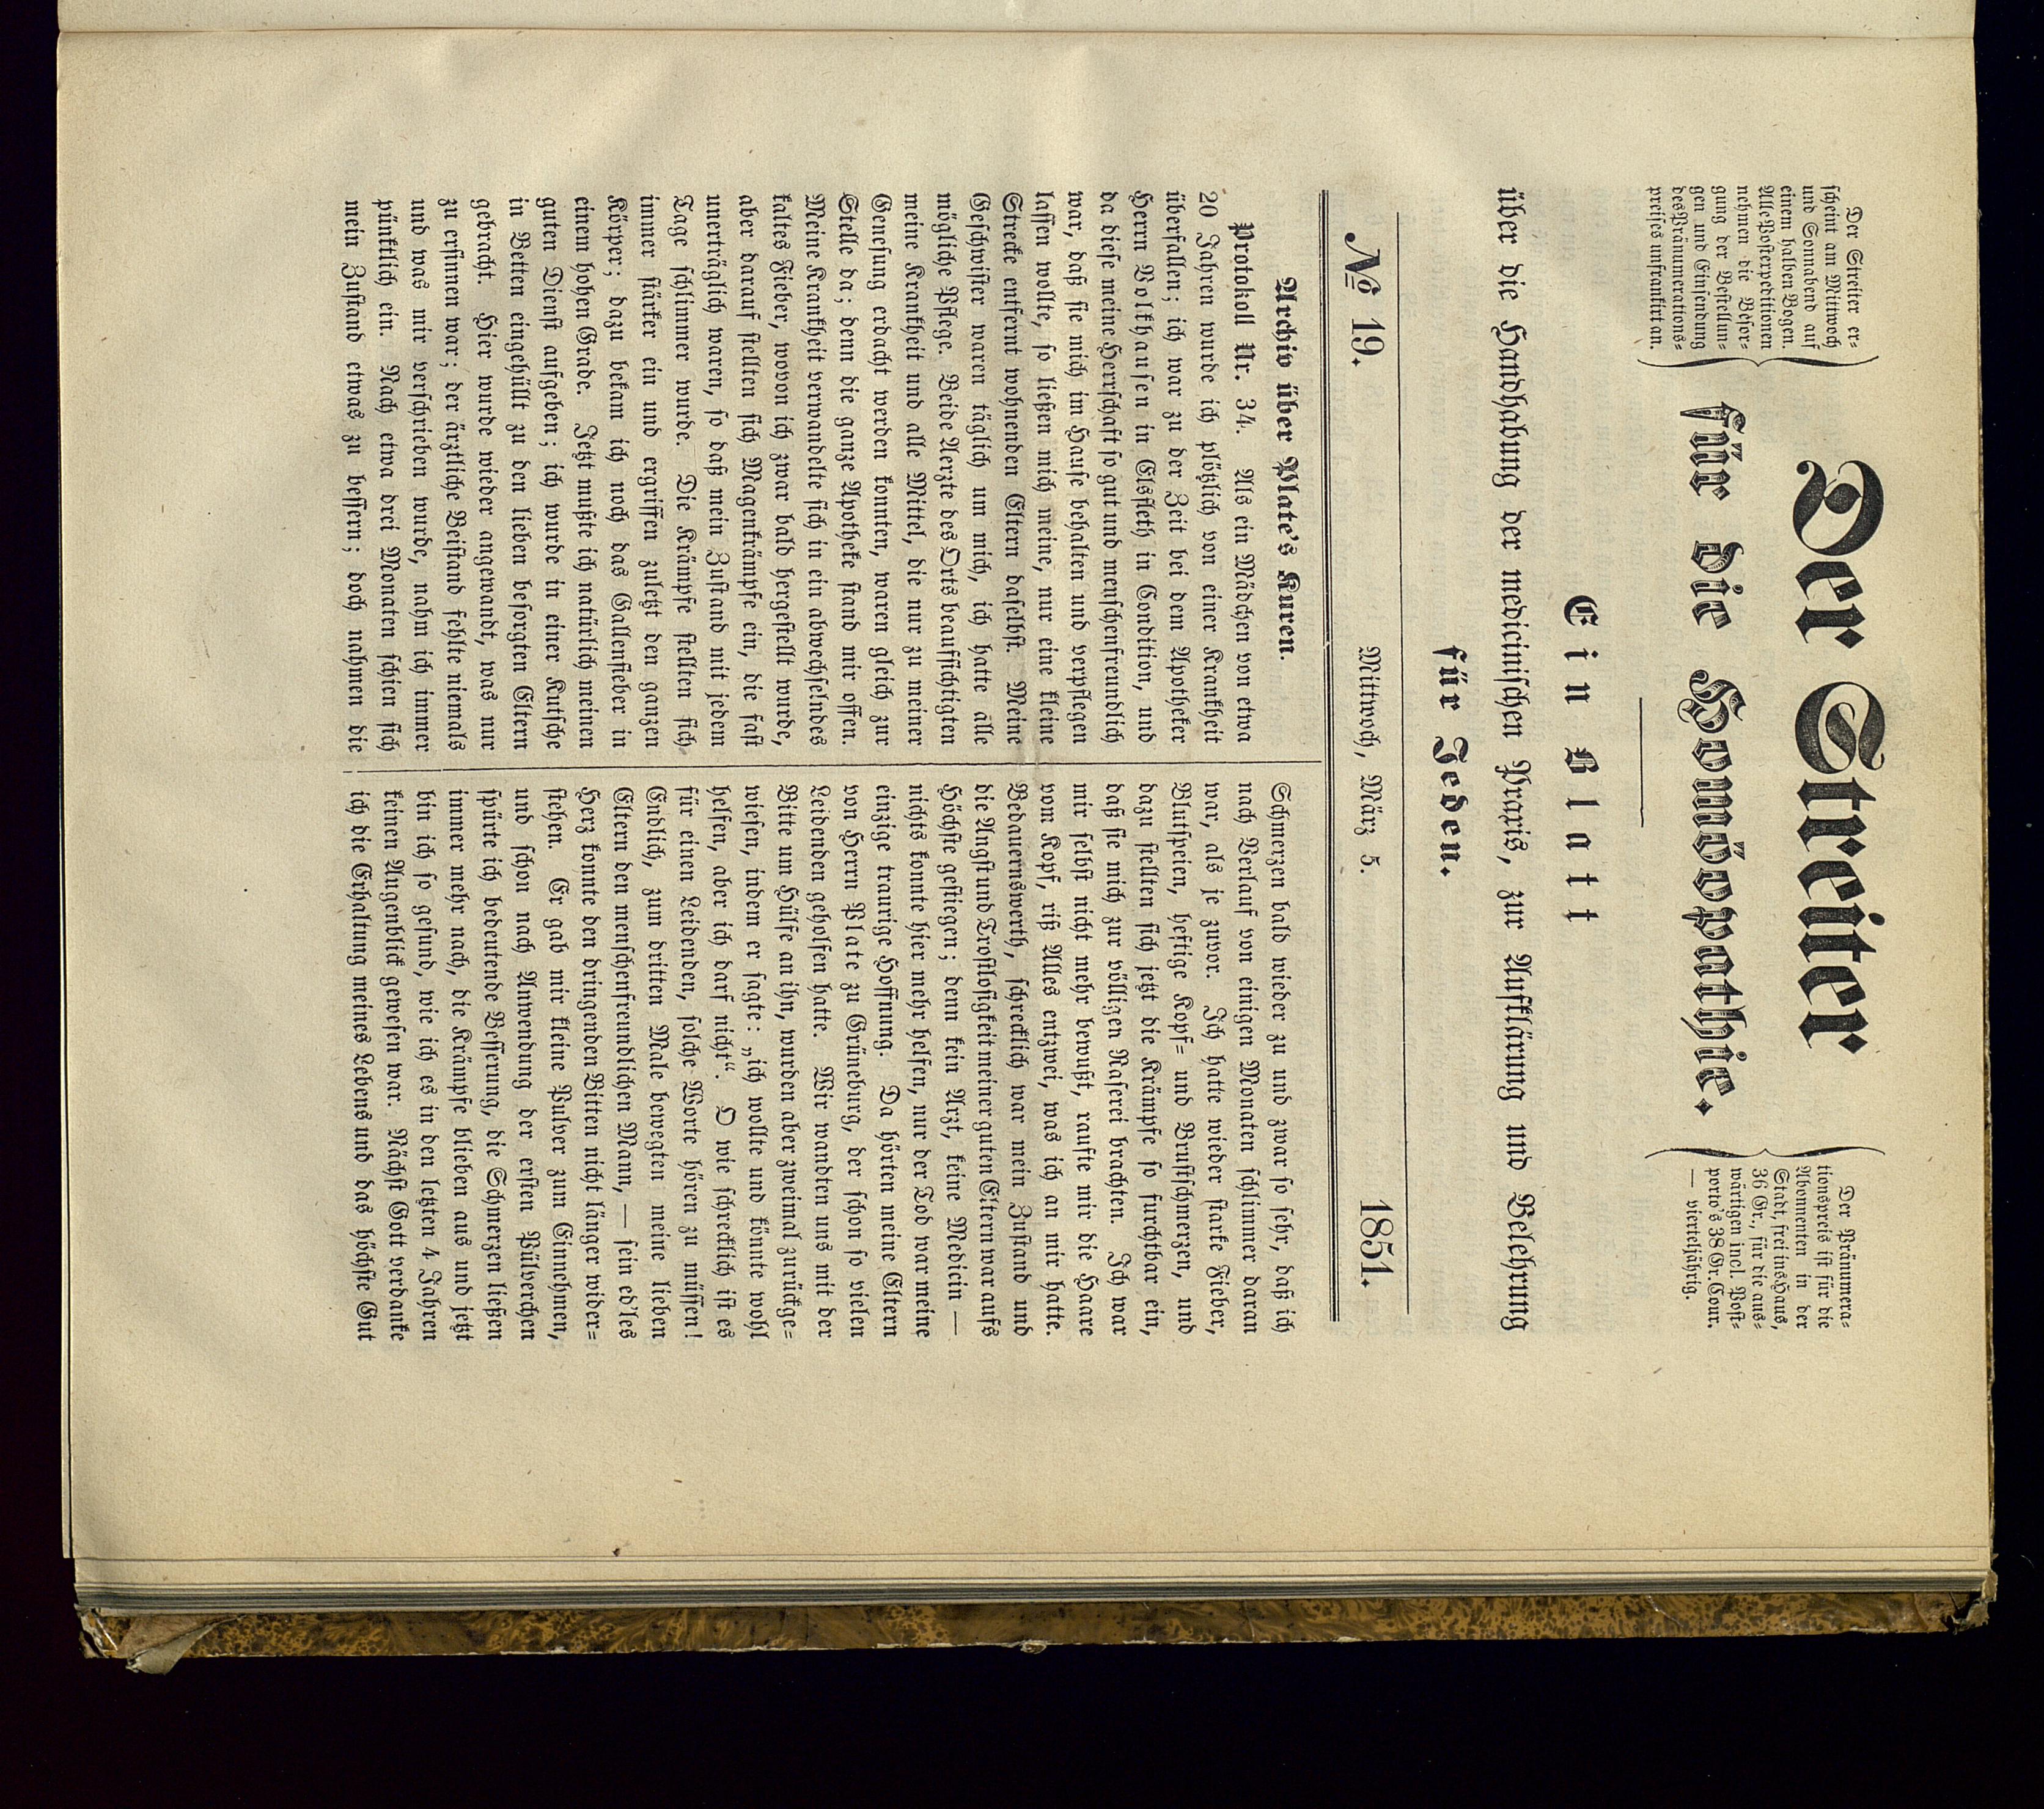 Der Streiter er-
scheint am Mittwoch
und Sonnabend auf
einem halben Bogen.
Alle Postexpeditionen
nehmen die Besor-
gung der Bestellun-
gen und Einsendung
des Pränumerations-
preises unfrankirt an.
Der Streiter
für die Homöopathie.
Der Pränumera-
tionspreis ist für die
Abonnenten in der
Stadt, frei ins Haus,
36 Gr., für die aus-
wärtigen incl. Post-
porto's 38 Gr. Cour.
— vierteljährig.
Ein Blatt
über die Handhabung der medicinischen Praxis, zur Aufklärung und Belehrung
für Jeden.
№ 19. Mittwoch, März 5. 1851.
Archiv über Plate's Kuren.
Protokoll Nr. 34. Als ein Mädchen von etwa
20 Jahren wurde ich plötzlich von einer Krankheit
überfallen; ich war zu der Zeit bei dem Apotheker
Herrn Volkhausen in Elsfleth in Condition, und
da diese meine Herrschaft so gut und menschenfreundlich
war, daß sie mich im Hause behalten und verpflegen
lassen wollte, so ließen mich meine, nur eine kleine
Strecke entfernt wohnenden Eltern daselbst. Meine
Geschwister waren täglich um mich, ich hatte alle
mögliche Pflege. Beide Aerzte des Orts beaufsichtigten
meine Krankheit und alle Mittel, die nur zu meiner
Genesung erdacht werden konnten, waren gleich zur
Stelle da; denn die ganze Apotheke stand mir offen.
Meine Krankheit verwandelte sich in ein abwechselndes
kaltes Fieber, wovon ich zwar bald hergestellt wurde,
aber darauf stellten sich Magenkrämpfe ein, die fast
unerträglich waren, so daß mein Zustand mit jedem
Tage schlimmer wurde. Die Krämpfe stellten sich
immer stärker ein und ergriffen zuletzt den ganzen
Körper; dazu bekam ich noch das Gallenfieber in
einem hohen Grade. Jetzt mußte ich natürlich meinen
guten Dienst aufgeben; ich wurde in einer Kutsche
in Betten eingehüllt zu den lieben besorgten Eltern
gebracht. Hier wurde wieder angewandt, was nur
zu ersinnen war; der ärztliche Beistand fehlte niemals
und was mir verschrieben wurde, nahm ich immer
pünktlich ein. Nach etwa drei Monaten schien sich
mein Zustand etwas zu bessern; doch nahmen die
Schmerzen bald wieder zu und zwar so sehr, daß ich
nach Verlauf von einigen Monaten schlimmer daran
war, als je zuvor. Ich hatte wieder starke Fieber,
Blutspeien, heftige Kopf- und Brustschmerzen, und
dazu stellten sich jetzt die Krämpfe so furchtbar ein,
daß sie mich zur völligen Raserei brachten. Ich war
mir selbst nicht mehr bewußt, raufte mir die Haare
vom Kopf, riß Alles entzwei, was ich an mir hatte.
Bedauernswerth, schrecklich war mein Zustand und
die Angst und Trostlosigkeit meiner guten Eltern war aufs
Höchste gestiegen; denn kein Arzt, keine Medicin —
nichts konnte hier mehr helfen, nur der Tod war meine
einzige traurige Hoffnung. Da hörten meine Eltern
von Herrn Plate zu Grüneburg, der schon so vielen
Leidenden geholfen hatte. Wir wandten uns mit der
Bitte um Hülfe an ihn, wurden aber zweimal zurückge-
wiesen, indem er sagte: „ich wollte und könnte wohl
helfen, aber ich darf nicht“. O wie schrecklich ist es
für einen Leidenden, solche Worte hören zu müssen!
Endlich, zum dritten Male bewegten meine lieben
Eltern den menschenfreundlichen Mann, — sein ed'les
Herz konnte den dringenden Bitten nicht länger wider-
stehen. Er gab mir kleine Pulver zum Einnehmen,
und schon nach Anwendung der ersten Pülverchen
spürte ich bedeutende Besserung, die Schmerzen ließen
immer mehr nach, die Krämpfe blieben aus und jetzt
bin ich so gesund, wie ich es in den letzten 4 Jahren
keinen Augenblick gewesen war. Nächst Gott verdanke
ich die Erhaltung meines Lebens und das höchste Gut